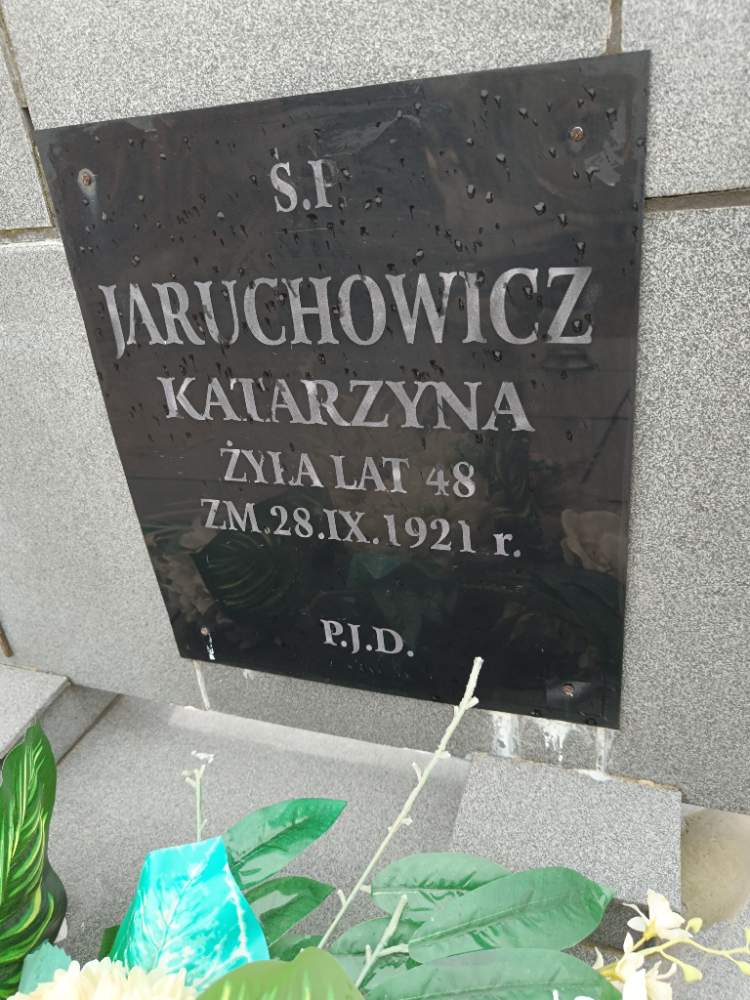 Ś.P
JARUCHOWICZ
KATARZYNA
ŻYŁA LAT 48
ZM.28.IX.1921 r.
P.J.D.